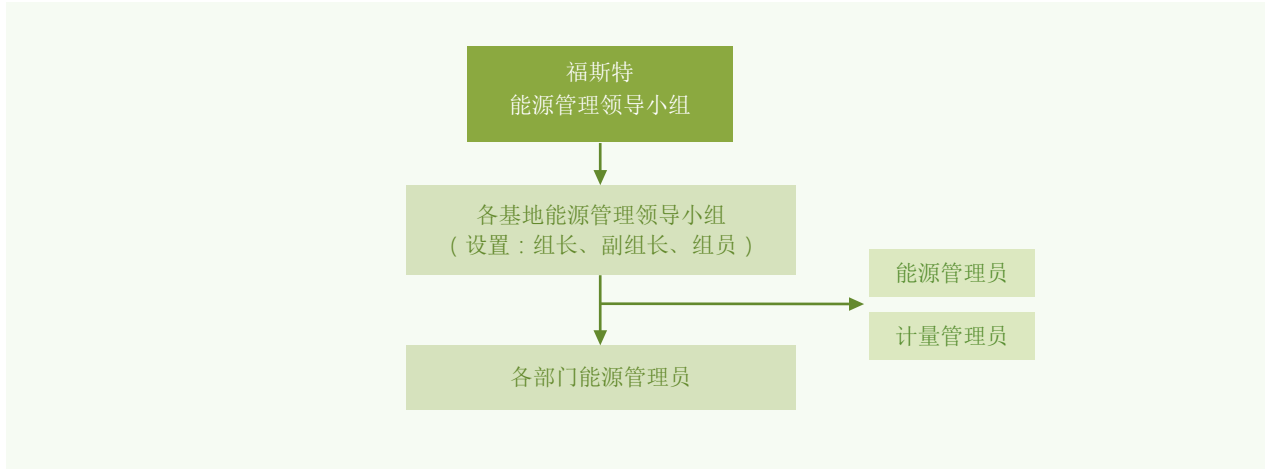 福斯特
能源管理领导小组
各基地能源管理领导小组
（设置：组长、副组长、组员）
能源管理员
计量管理员
各部门能源管理员